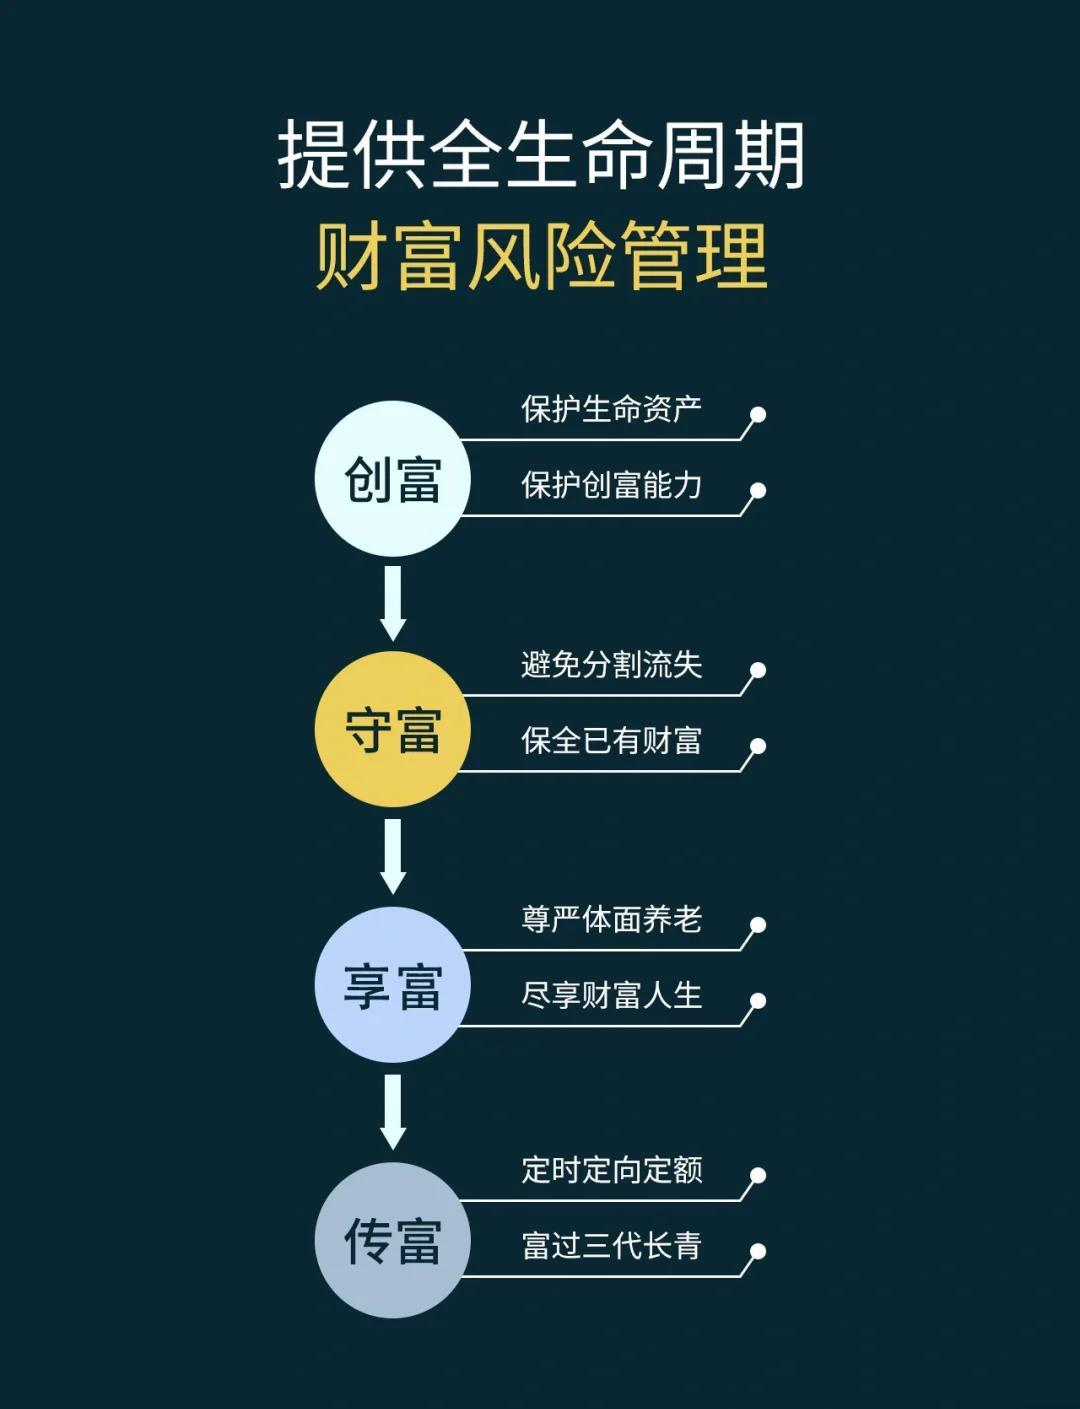 提供全生命周期
财富风险管理
创富
保护生命资产
保护创富能力
守富
避免分割流失
保全已有财富
享富
尊严体面养老
尽享财富人生
传富
定时定向定额
富过三代长青